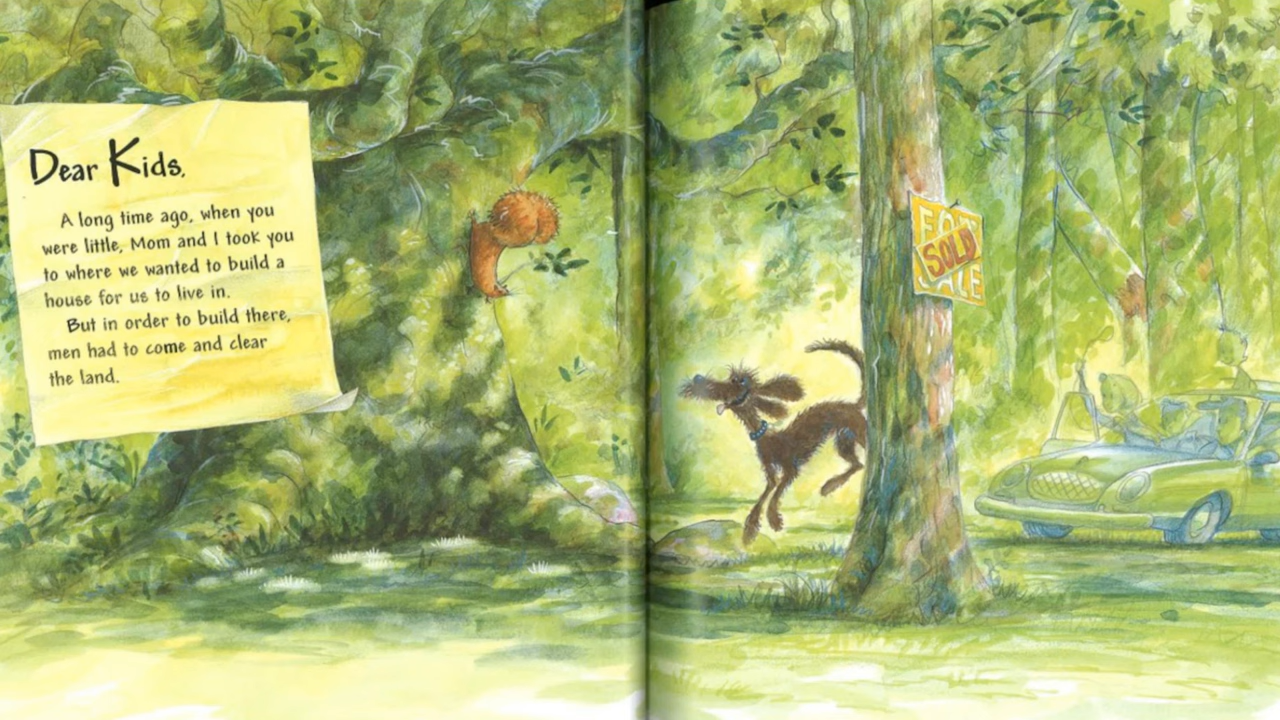 Dear Kids,
A long time ago, when you
were little, Mom and I took you
to where we wanted to build a
house for us to live in.
But in order to build there,
men had to come and clear
the land.
FOR
SOLD
SALE